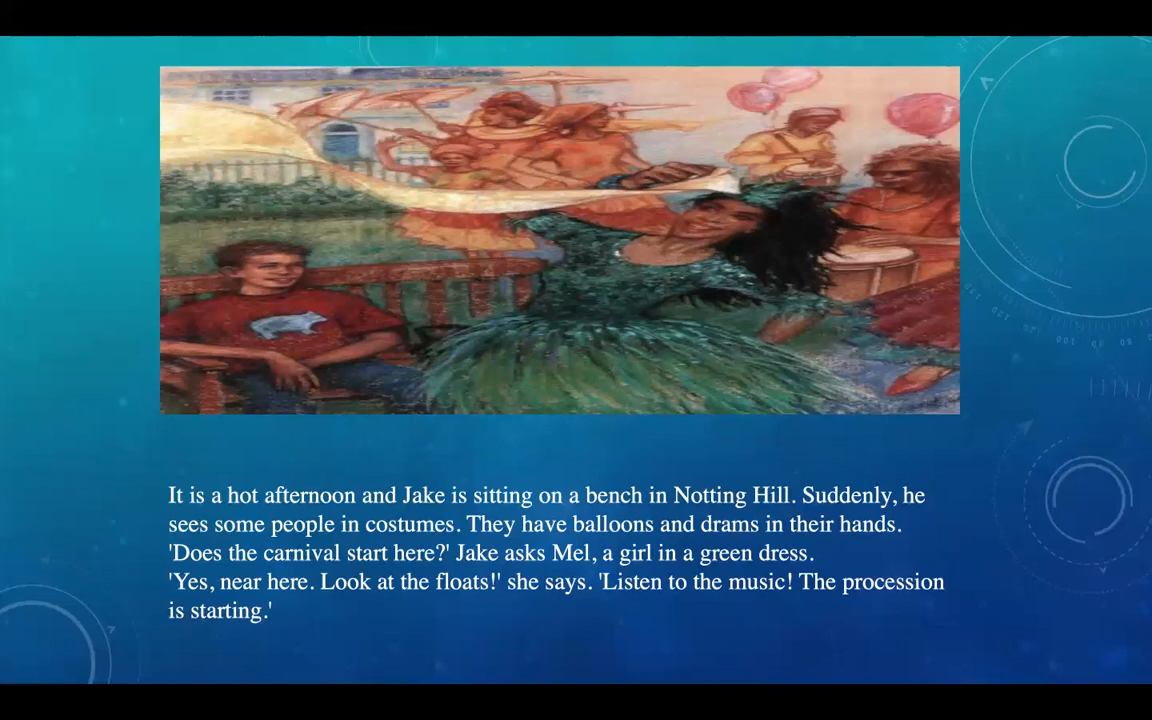 It is a hot afternoon and Jake is sitting on a bench in Notting Hill. Suddenly, he
sees some people in costumes. They have balloons and drams in their hands.
'Does the carnival start here?' Jake asks Mel, a girl in a green dress.
'Yes, near here. Look at the floats!' she says. 'Listen to the music! The procession
is starting.'